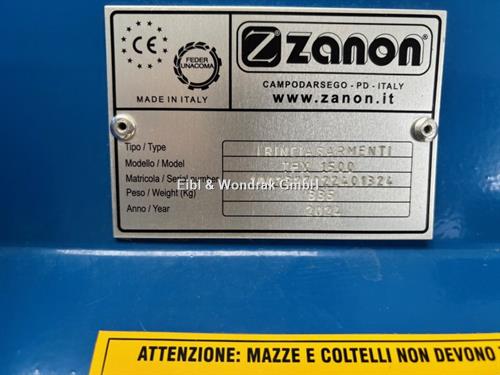 CE
FEDER
UNACOMA
MADE IN ITALY
Z zanon®
CAMPODARSEGO - PD - ITALY
www.zanon.it
Tipo / Type TRINCIASARMENTI
Modello / Model TFX 1500
Matricola / Serial number
Eibl & Wondrak GmbH
Peso / Weight (Kg)
Anno / Year 2024
ATTENZIONE: MAZZE E COLTELLI NON DEVONO